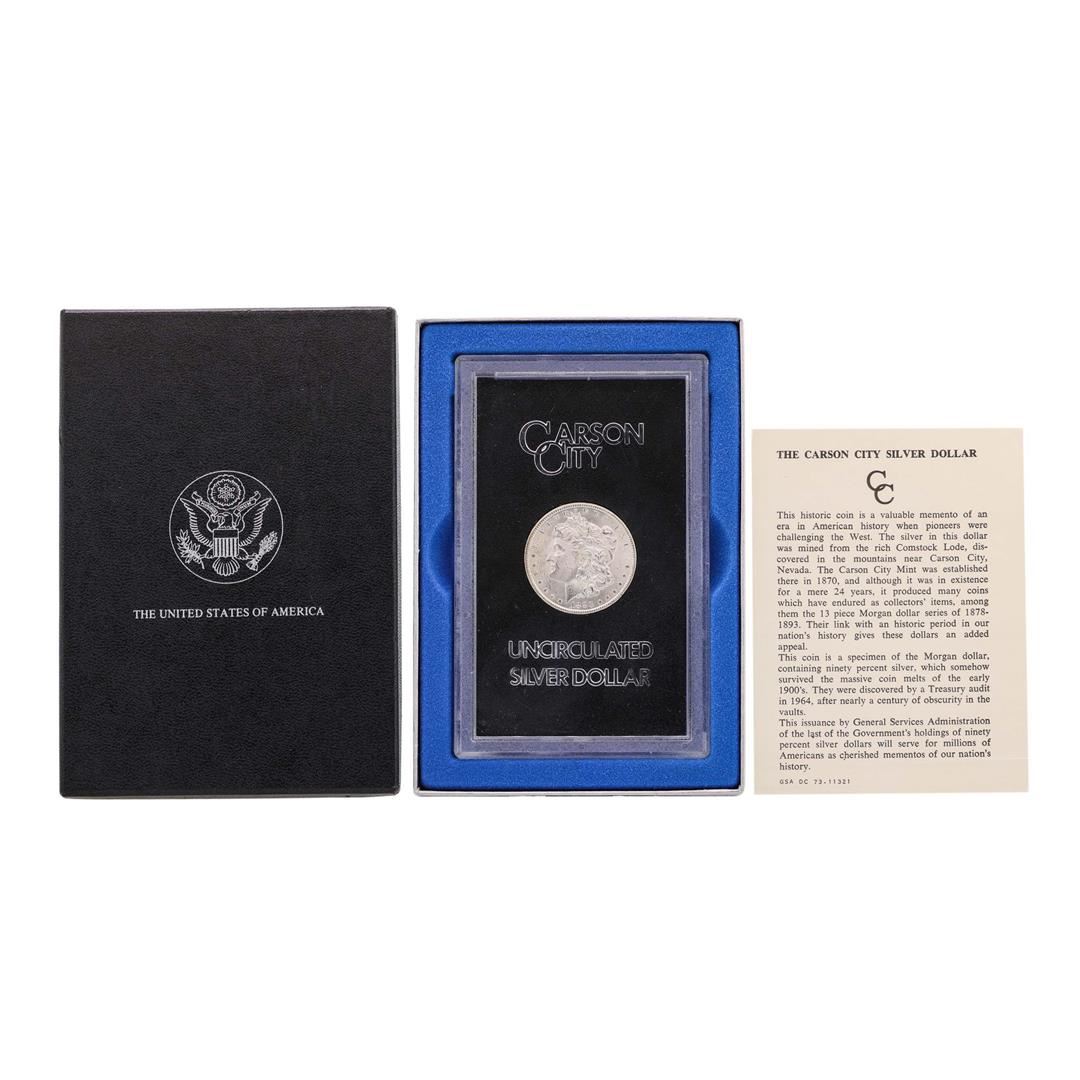 THE UNITED STATES OF AMERICA
CARSON
CITY
UNCIRCULATED
SILVER DOLLAR
THE CARSON CITY SILVER DOLLAR
CC
This historic coin is a valuable memento of an
era in American history when pioneers were
challenging the West. The silver in this dollar
was mined from the rich Comstock Lode, dis-
covered in the mountains near Carson City,
Nevada. The Carson City Mint was established
there in 1870, and although it was in existence
for a mere 24 years, it produced many coins
which have endured as collectors' items, among
them the 13 piece Morgan dollar series of 1878-
1893. Their link with an historic period in our
nation's history gives these dollars an added
appeal.
This coin is a specimen of the Morgan dollar,
containing ninety percent silver, which somehow
survived the massive coin melts of the early
1900's. They were discovered by a Treasury audit
in 1964, after nearly a century of obscurity in the
vaults.
This issuance by General Services Administration
of the last of the Government's holdings of ninety
percent silver dollars will serve for millions of
Americans as cherished mementos of our nation's
history.
GSA DC 73-11321